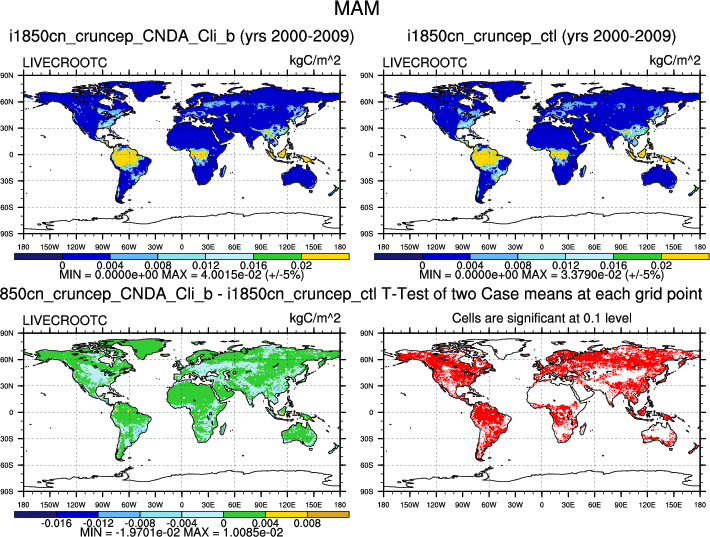 MAM
i1850cn_cruncep_CNDA_Cli_b (yrs 2000-2009)
i1850cn_cruncep_ctl (yrs 2000-2009)
LIVECROOTC kgC/m^2
LIVECROOTC kgC/m^2
90N
60N
30N
0
30S
60S
90S
180 150W 120W 90W 60W 30W 0 30E 60E 90E 120E 150E 180
0 0.004 0.008 0.012 0.016 0.02
MIN = 0.0000e+00 MAX = 4.0015e-02 (+/-5%)
90N
60N
30N
0
30S
60S
90S
180 150W 120W 90W 60W 30W 0 30E 60E 90E 120E 150E 180
0 0.004 0.008 0.012 0.016 0.02
MIN = 0.0000e+00 MAX = 3.3790e-02 (+/-5%)
850cn_cruncep_CNDA_Cli_b - i1850cn_cruncep_ctl
T-Test of two Case means at each grid point
LIVECROOTC kgC/m^2
Cells are significant at 0.1 level
90N
60N
30N
0
30S
60S
90S
180 150W 120W 90W 60W 30W 0 30E 60E 90E 120E 150E 180
-0.016 -0.012 -0.008 -0.004 0 0.004 0.008
MIN = -1.9701e-02 MAX = 1.0085e-02
90N
60N
30N
0
30S
60S
90S
180 150W 120W 90W 60W 30W 0 30E 60E 90E 120E 150E 180